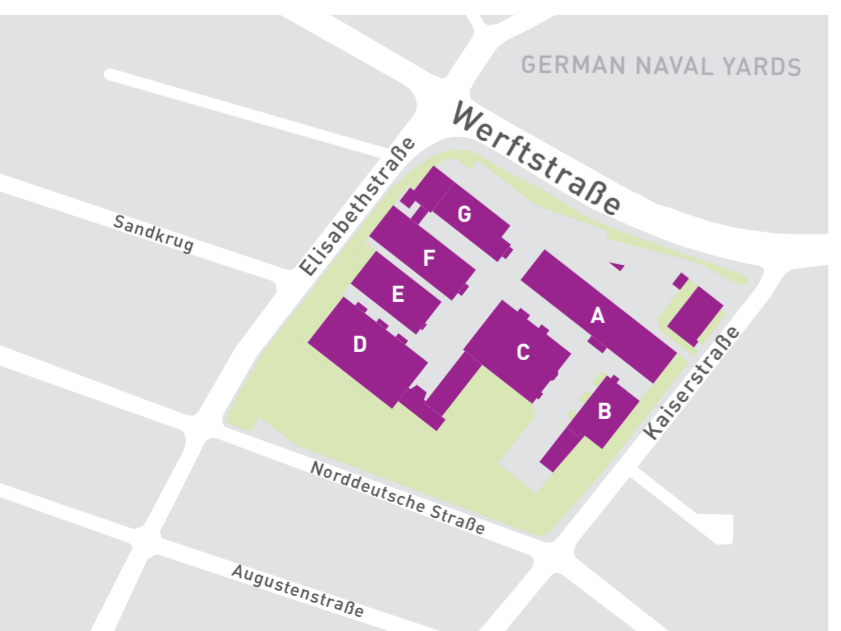 GERMAN NAVAL YARDS
Werftstraße
Elisabethstraße
Sandkrug
G
F
E
D
A
C
B
Kaiserstraße
Norddeutsche Straße
Augustenstraße